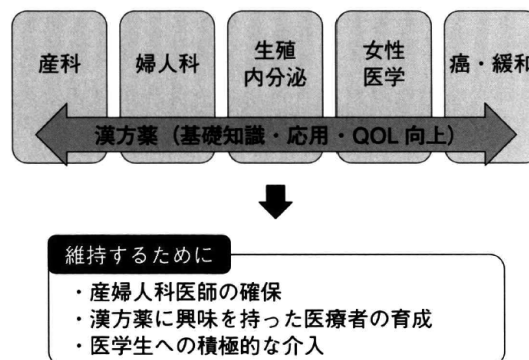 産科
婦人科
生殖
内分泌
女性
医学
癌・緩和
漢方薬（基礎知識・応用・QOL 向上）
維持するために
・産婦人科医師の確保
・漢方薬に興味を持った医療者の育成
・医学生への積極的な介入